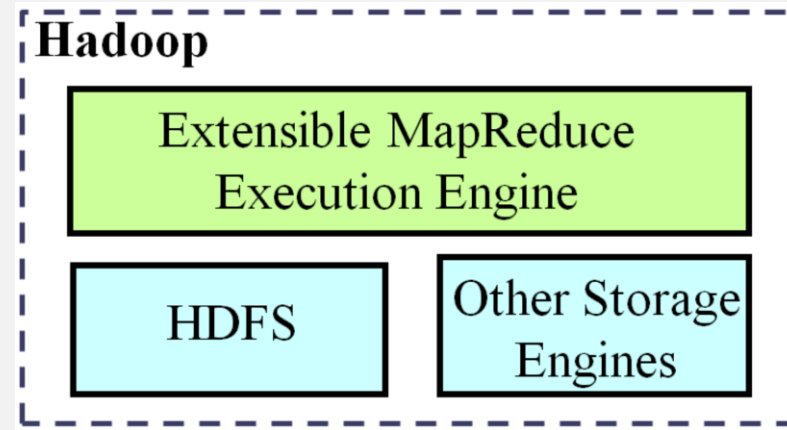 Hadoop
Extensible MapReduce
Execution Engine
HDFS
Other Storage
Engines